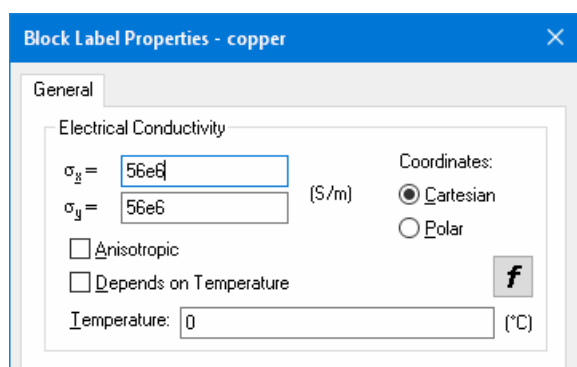 Block Label Properties - copper
General
Electrical Conductivity
σx = 56e6
σy = 56e6
(S/m)
Coordinates:
Cartesian
Polar
Anisotropic
Depends on Temperature
f
Temperature: 0 (°C)